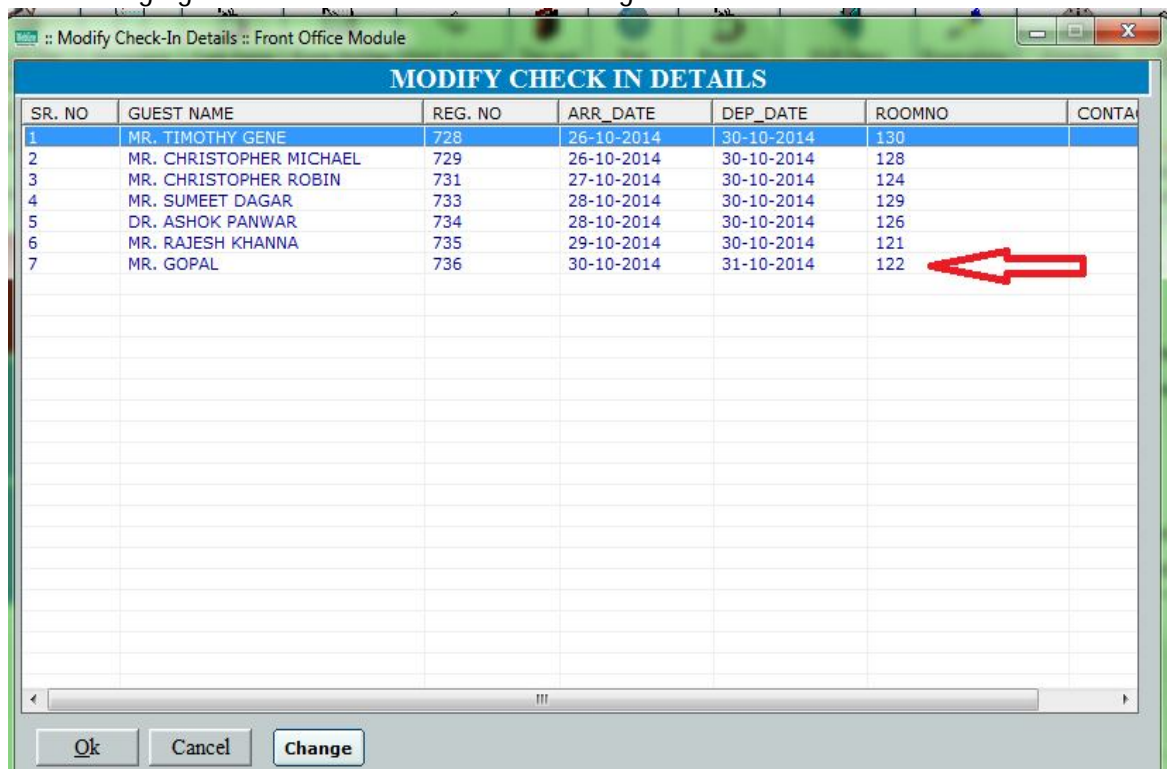 :: Modify Check-In Details :: Front Office Module
MODIFY CHECK IN DETAILS
SR. NO GUEST NAME REG. NO ARR_DATE DEP_DATE ROOMNO CONTA
1 MR. TIMOTHY GENE 728 26-10-2014 30-10-2014 130
2 MR. CHRISTOPHER MICHAEL 729 26-10-2014 30-10-2014 128
3 MR. CHRISTOPHER ROBIN 731 27-10-2014 30-10-2014 124
4 MR. SUMEET DAGAR 733 28-10-2014 30-10-2014 129
5 DR. ASHOK PANWAR 734 28-10-2014 30-10-2014 126
6 MR. RAJESH KHANNA 735 29-10-2014 30-10-2014 121
7 MR. GOPAL 736 30-10-2014 31-10-2014 122
Ok Cancel Change